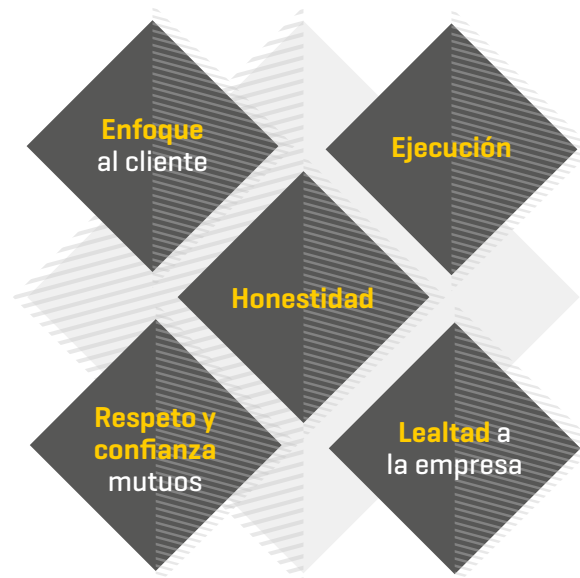 Enfoque
al cliente
Ejecución
Honestidad
Respeto y
confianza
mutuos
Lealtad a
la empresa